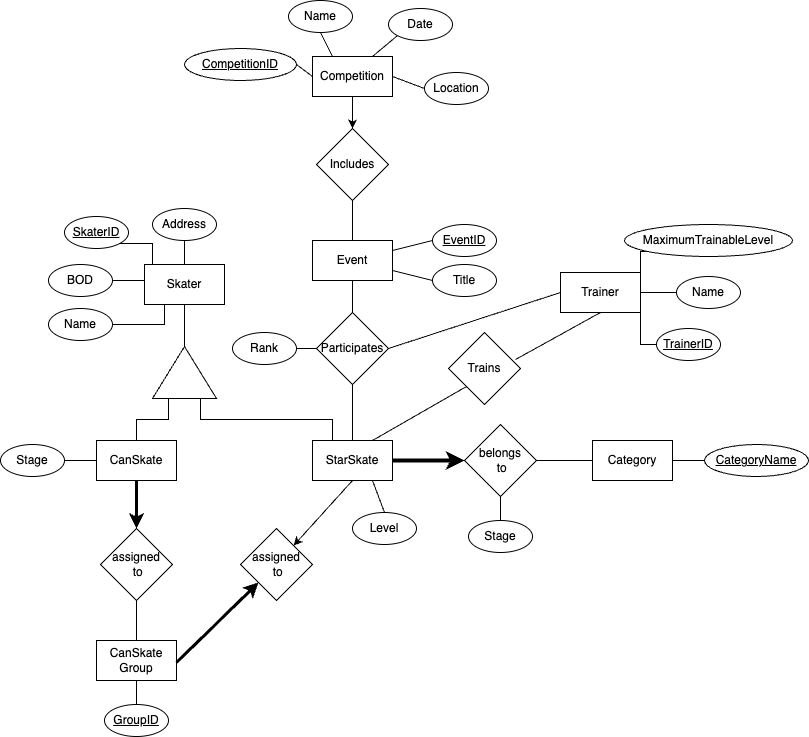 Name
Date
CompetitionID
Competition
Location
Includes
SkaterID
Address
EventID
MaximumTrainableLevel
Event
BOD
Skater
Title
Trainer
Name
Name
Rank
Participates
TrainerID
Trains
Stage
CanSkate
StarSkate
belongs
to
Category
CategoryName
Level
Stage
assigned
to
assigned
to
CanSkate
Group
GroupID